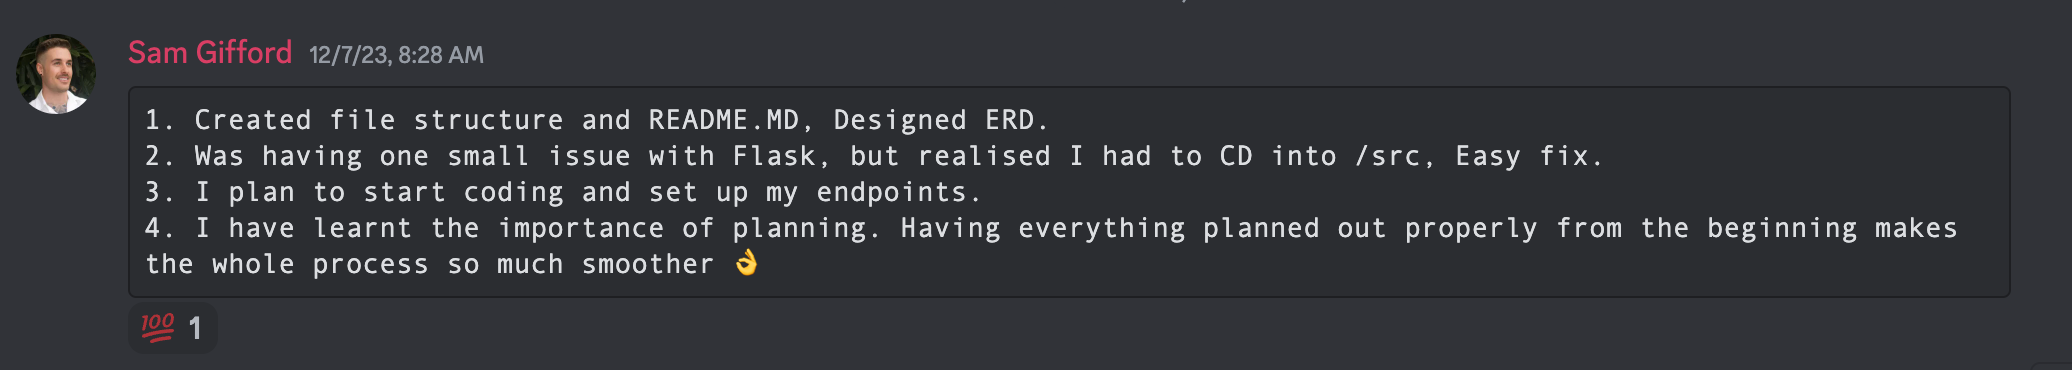 Sam Gifford 12/7/23, 8:28 AM
1. Created file structure and README.MD, Designed ERD.
2. Was having one small issue with Flask, but realised I had to CD into /src, Easy fix.
3. I plan to start coding and set up my endpoints.
4. I have learnt the importance of planning. Having everything planned out properly from the beginning makes
the whole process so much smoother 👌
💯 1